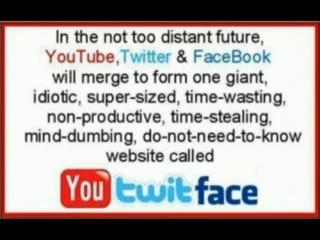 In the not too distant future,
YouTube,Twitter & FaceBook
will merge to form one giant,
idiotic, super-sized, time-wasting,
non-productive, time-stealing,
mind-dumbing, do-not-need-to-know
website called
You twit face